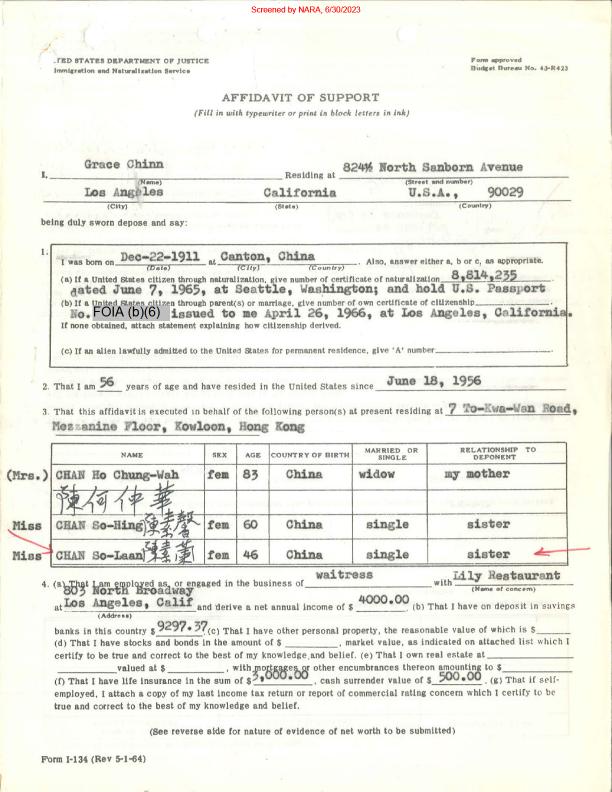 Screened by NARA, 6/30/2023
TED STATES DEPARTMENT OF JUSTICE
Immigration and Naturalization Service
Form approved
Budget Bureau No. 43-R423
AFFIDAVIT OF SUPPORT
(Fill in with typewriter or print in block letters in ink)
I, Grace Chinn Residing at 824½ North Sanborn Avenue
(Name) (Street and number)
Los Angeles California U.S.A., 90029
(City) (State) (Country)
being duly sworn depose and say:
1. I was born on Dec-22-1911 at Canton, China. Also, answer either a, b or c, as appropriate.
(Date) (City) (Country)
(a) If a United States citizen through naturalization, give number of certificate of naturalization 8,814,235
dated June 7, 1965, at Seattle, Washington; and hold U.S. Passport
(b) If a United States citizen through parent(s) or marriage, give number of own certificate of citizenship
No. FOIA (b)(6) issued to me April 26, 1966, at Los Angeles, California.
If none obtained, attach statement explaining how citizenship derived.
(c) If an alien lawfully admitted to the United States for permanent residence, give 'A' number
2. That I am 56 years of age and have resided in the United States since June 18, 1956
3. That this affidavit is executed in behalf of the following person(s) at present residing at 7 To-Kwa-Wan Road,
Mezzanine Floor, Kowloon, Hong Kong
NAME SEX AGE COUNTRY OF BIRTH MARRIED OR SINGLE RELATIONSHIP TO DEPONENT
(Mrs.) CHAN Ho Chung-Wah fem 83 China widow my mother
陳何仲華
Miss CHAN So-Hing 陳素馨 fem 60 China single sister
Miss CHAN So-Laan 陳素蘭 fem 46 China single sister
4. (a) That I am employed as, or engaged in the business of waitress with Lily Restaurant
(Name of concern)
803 North Broadway
at Los Angeles, Calif and derive a net annual income of $ 4000.00 (b) That I have on deposit in savings
(Address)
banks in this country $ 9297.37 (c) That I have other personal property, the reasonable value of which is $
(d) That I have stocks and bonds in the amount of $ , market value, as indicated on attached list which I
certify to be true and correct to the best of my knowledge and belief. (e) That I own real estate at
valued at $ , with mortgages or other encumbrances thereon amounting to $
(f) That I have life insurance in the sum of $ 3,000.00, cash surrender value of $ 500.00. (g) That if self-
employed, I attach a copy of my last income tax return or report of commercial rating concern which I certify to be
true and correct to the best of my knowledge and belief.
(See reverse side for nature of evidence of net worth to be submitted)
Form I-134 (Rev 5-1-64)